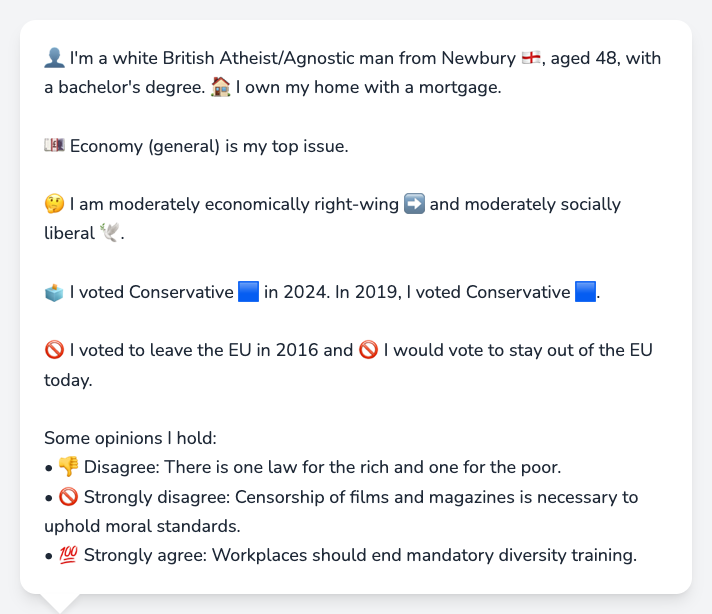 👤 I'm a white British Atheist/Agnostic man from Newbury 🏴󠁧󠁢󠁥󠁮󠁧󠁿, aged 48, with
a bachelor's degree. 🏠 I own my home with a mortgage.
💷 Economy (general) is my top issue.
🤔 I am moderately economically right-wing ➡️ and moderately socially
liberal 🕊️.
🗳️ I voted Conservative 🟦 in 2024. In 2019, I voted Conservative 🟦.
🚫 I voted to leave the EU in 2016 and 🚫 I would vote to stay out of the EU
today.
Some opinions I hold:
• 👎 Disagree: There is one law for the rich and one for the poor.
• 🚫 Strongly disagree: Censorship of films and magazines is necessary to
uphold moral standards.
• 💯 Strongly agree: Workplaces should end mandatory diversity training.